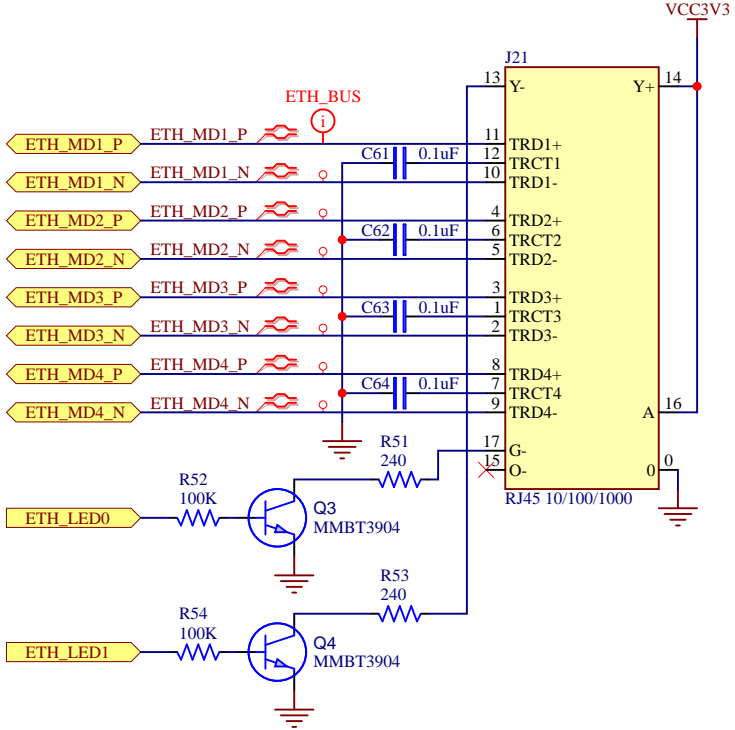 VCC3V3
J21
13 Y- Y+ 14
ETH_BUS
i
ETH_MD1_P ETH_MD1_P 11 TRD1+
C61 0.1uF 12 TRCT1
ETH_MD1_N ETH_MD1_N 10 TRD1-
ETH_MD2_P ETH_MD2_P 4 TRD2+
C62 0.1uF 6 TRCT2
ETH_MD2_N ETH_MD2_N 5 TRD2-
ETH_MD3_P ETH_MD3_P 3 TRD3+
C63 0.1uF 1 TRCT3
ETH_MD3_N ETH_MD3_N 2 TRD3-
ETH_MD4_P ETH_MD4_P 8 TRD4+
C64 0.1uF 7 TRCT4
ETH_MD4_N ETH_MD4_N 9 TRD4- A 16
17 G-
15 O- 0 0
RJ45 10/100/1000
R51
240
R52
100K
ETH_LED0
Q3
MMBT3904
R53
240
R54
100K
ETH_LED1
Q4
MMBT3904